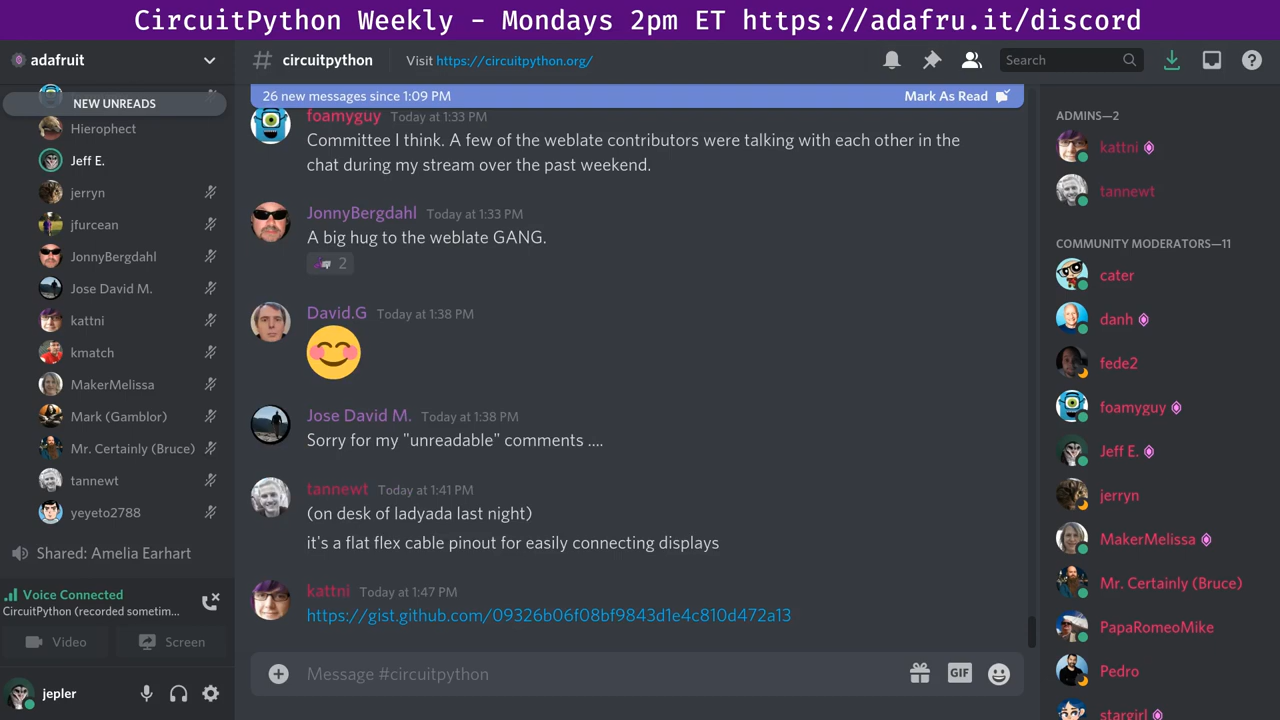 CircuitPython Weekly - Mondays 2pm ET https://adafru.it/discord
adafruit
NEW UNREADS
Hierophect
Jeff E.
jerryn
jfurcean
JonnyBergdahl
Jose David M.
kattni
kmatch
MakerMelissa
Mark (Gamblor)
Mr. Certainly (Bruce)
tannewt
yeyeto2788
Shared: Amelia Earhart
Voice Connected
CircuitPython (recorded sometim...
Video
Screen
jepler
# circuitpython
Visit https://circuitpython.org/
Search
26 new messages since 1:09 PM
Mark As Read
foamyguy Today at 1:33 PM
Committee I think. A few of the weblate contributors were talking with each other in the
chat during my stream over the past weekend.
JonnyBergdahl Today at 1:33 PM
A big hug to the weblate GANG.
2
David.G Today at 1:38 PM
Jose David M. Today at 1:38 PM
Sorry for my "unreadable" comments ....
tannewt Today at 1:41 PM
(on desk of ladyada last night)
it's a flat flex cable pinout for easily connecting displays
kattni Today at 1:47 PM
https://gist.github.com/09326b06f08bf9843d1e4c810d472a13
Message #circuitpython
GIF
ADMINS—2
kattni
tannewt
COMMUNITY MODERATORS—11
cater
danh
fede2
foamyguy
Jeff E.
jerryn
MakerMelissa
Mr. Certainly (Bruce)
PapaRomeoMike
Pedro
stargirl